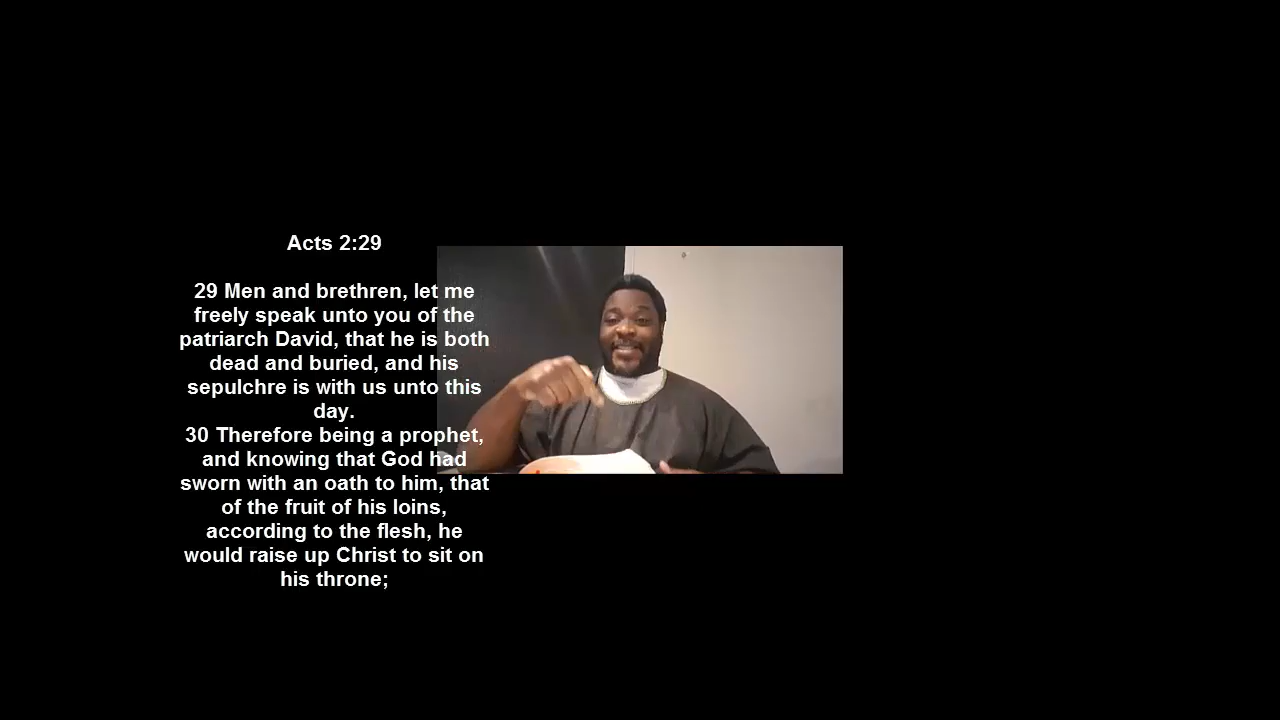 Acts 2:29
29 Men and brethren, let me
freely speak unto you of the
patriarch David, that he is both
dead and buried, and his
sepulchre is with us unto this
day.
30 Therefore being a prophet,
and knowing that God had
sworn with an oath to him, that
of the fruit of his loins,
according to the flesh, he
would raise up Christ to sit on
his throne;